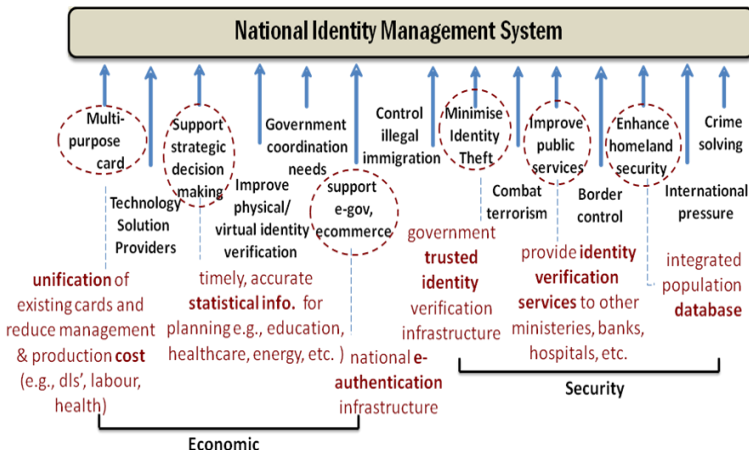 National Identity Management System
Multi-
purpose
card
Technology
Solution
Providers
Support
strategic
decision
making
Improve
physical/
virtual identity
verification
Government
coordination
needs
support
e-gov,
ecommerce
Control
illegal
immigration
Minimise
Identity
Theft
Combat
terrorism
Improve
public
services
Border
control
Enhance
homeland
security
International
pressure
Crime
solving
unification of
existing cards and
reduce management
& production cost
(e.g., dls’, labour,
health)
timely, accurate
statistical info. for
planning e.g., education,
healthcare, energy, etc. )
national e-
authentication
infrastructure
government
trusted
identity
verification
infrastructure
provide identity
verification
services to other
ministeries, banks,
hospitals, etc.
integrated
population
database
Economic
Security